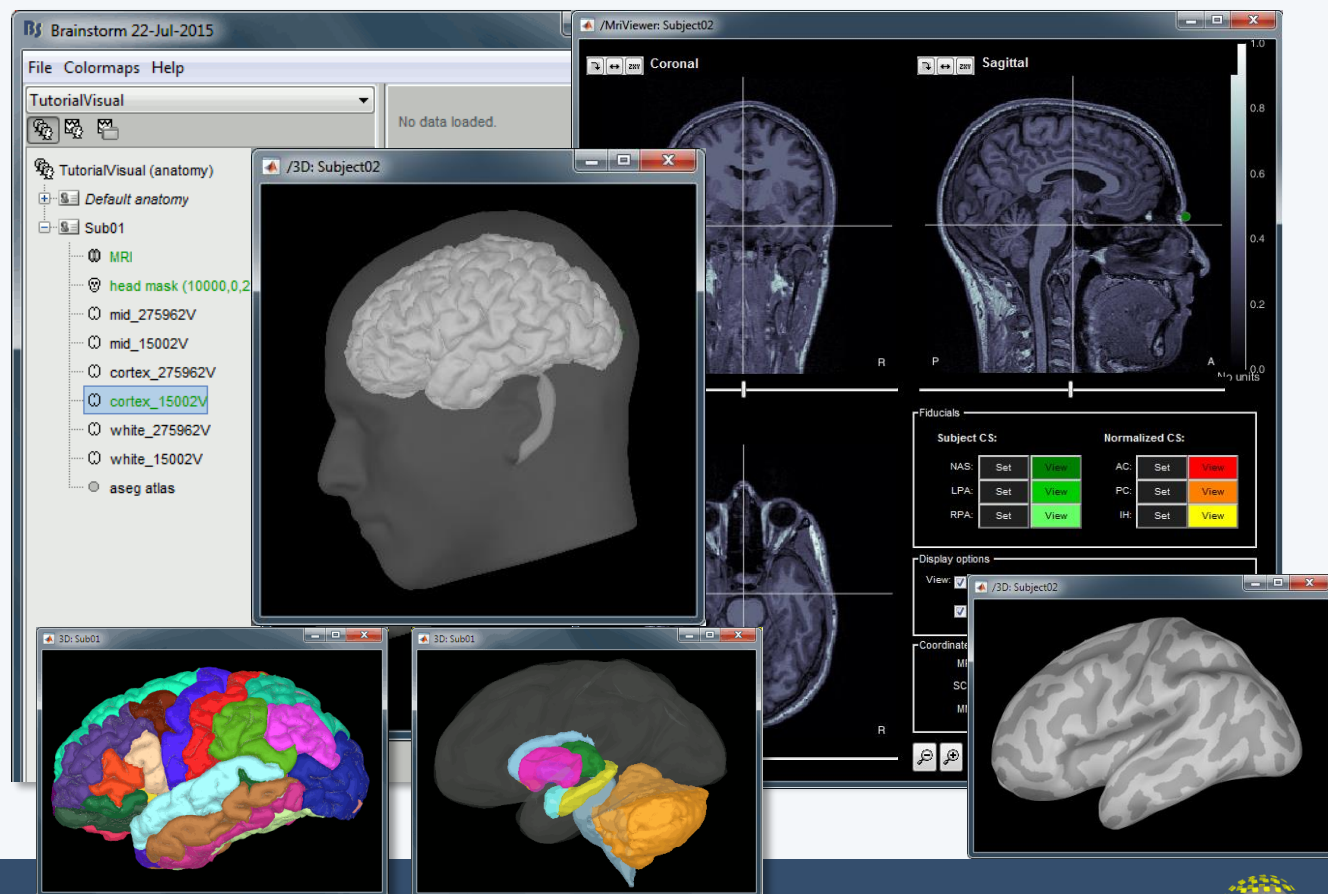 Brainstorm 22-Jul-2015
File Colormaps Help
TutorialVisual
No data loaded.
TutorialVisual (anatomy)
Default anatomy
Sub01
MRI
head mask (10000,0,2
mid_275962V
mid_15002V
cortex_275962V
cortex_15002V
white_275962V
white_15002V
aseg atlas
/3D: Subject02
/MriViewer: Subject02
Coronal
Sagittal
1.0
0.8
0.6
0.4
0.2
0.0
No units
R
P
A
R
Fiducials
Subject CS:
Normalized CS:
NAS: Set View
AC: Set View
LPA: Set View
PC: Set View
RPA: Set View
IH: Set View
Display options
View:
Coordinate
SC
3D: Sub01
3D: Sub01
/3D: Subject02